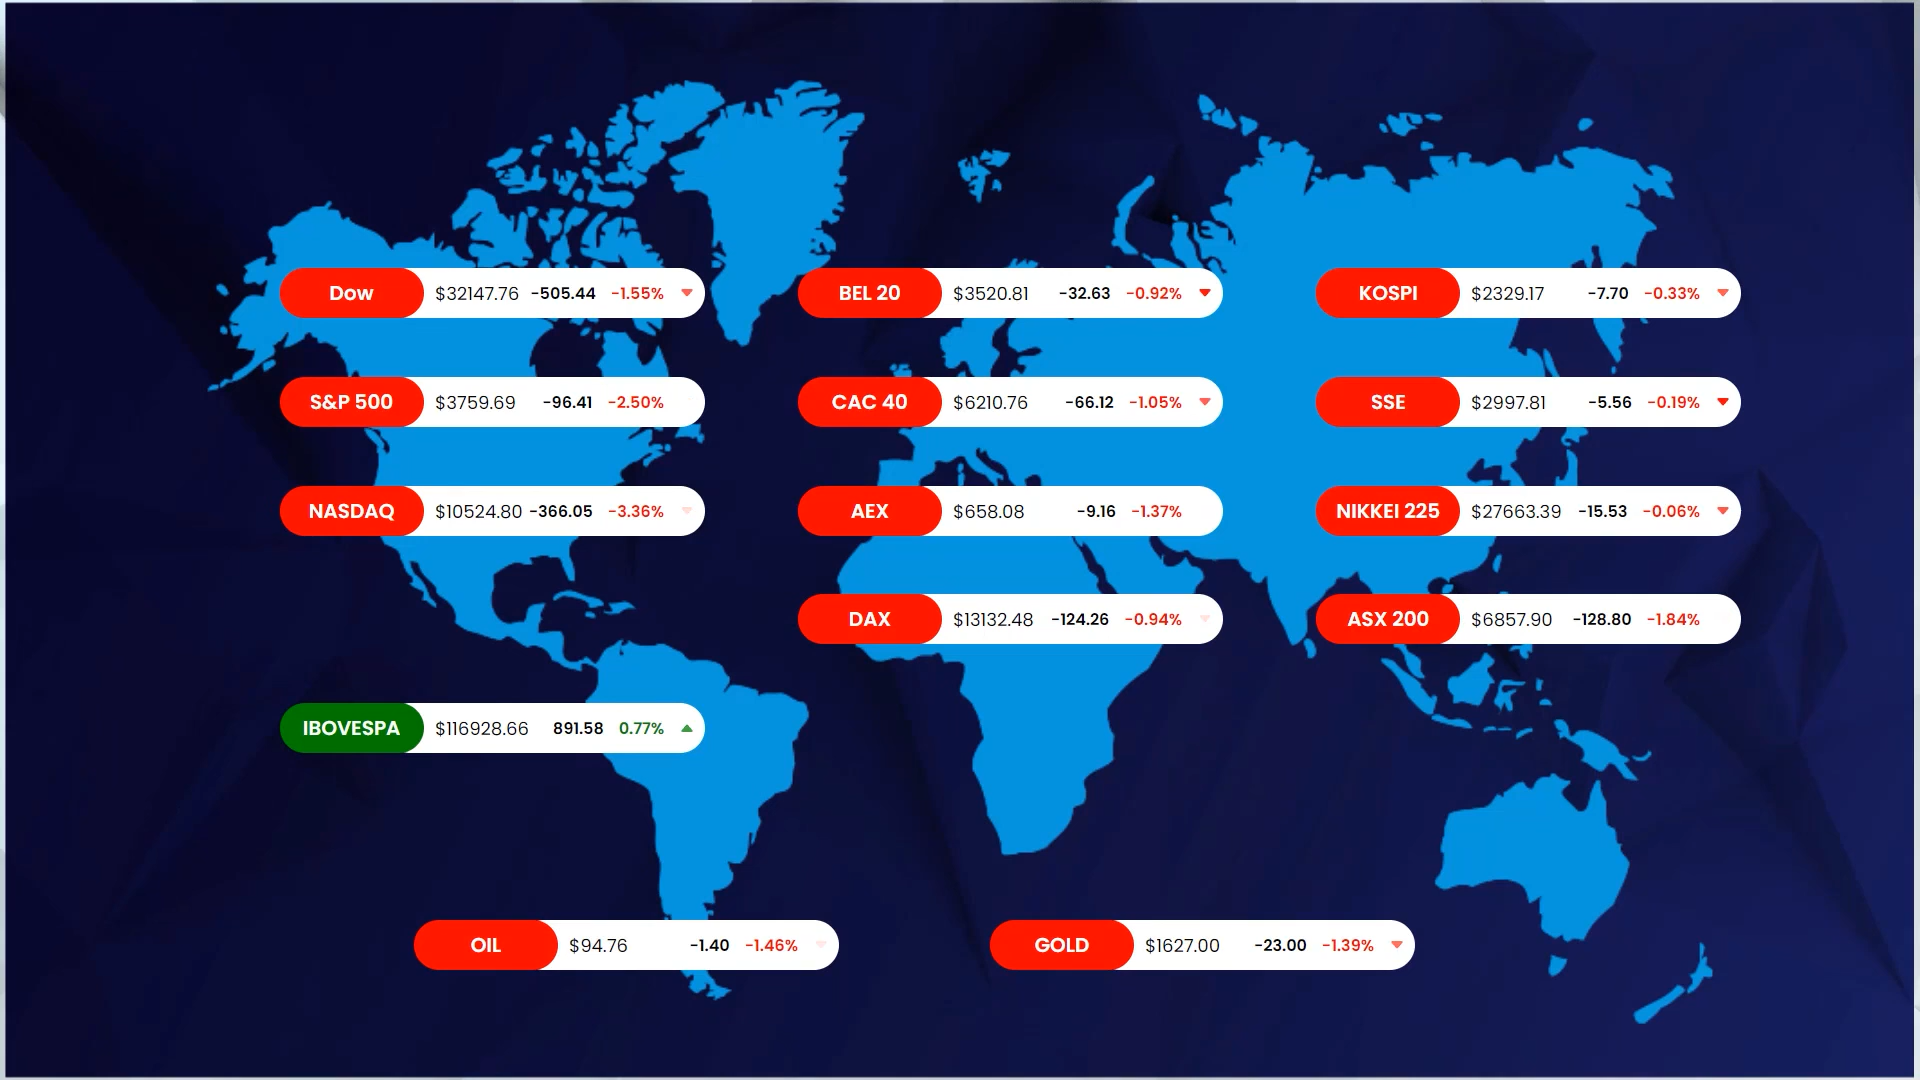 Dow $32147.76 -505.44 -1.55%
BEL 20 $3520.81 -32.63 -0.92%
KOSPI $2329.17 -7.70 -0.33%
S&P 500 $3759.69 -96.41 -2.50%
CAC 40 $6210.76 -66.12 -1.05%
SSE $2997.81 -5.56 -0.19%
NASDAQ $10524.80 -366.05 -3.36%
AEX $658.08 -9.16 -1.37%
NIKKEI 225 $27663.39 -15.53 -0.06%
DAX $13132.48 -124.26 -0.94%
ASX 200 $6857.90 -128.80 -1.84%
IBOVESPA $116928.66 891.58 0.77%
OIL $94.76 -1.40 -1.46%
GOLD $1627.00 -23.00 -1.39%